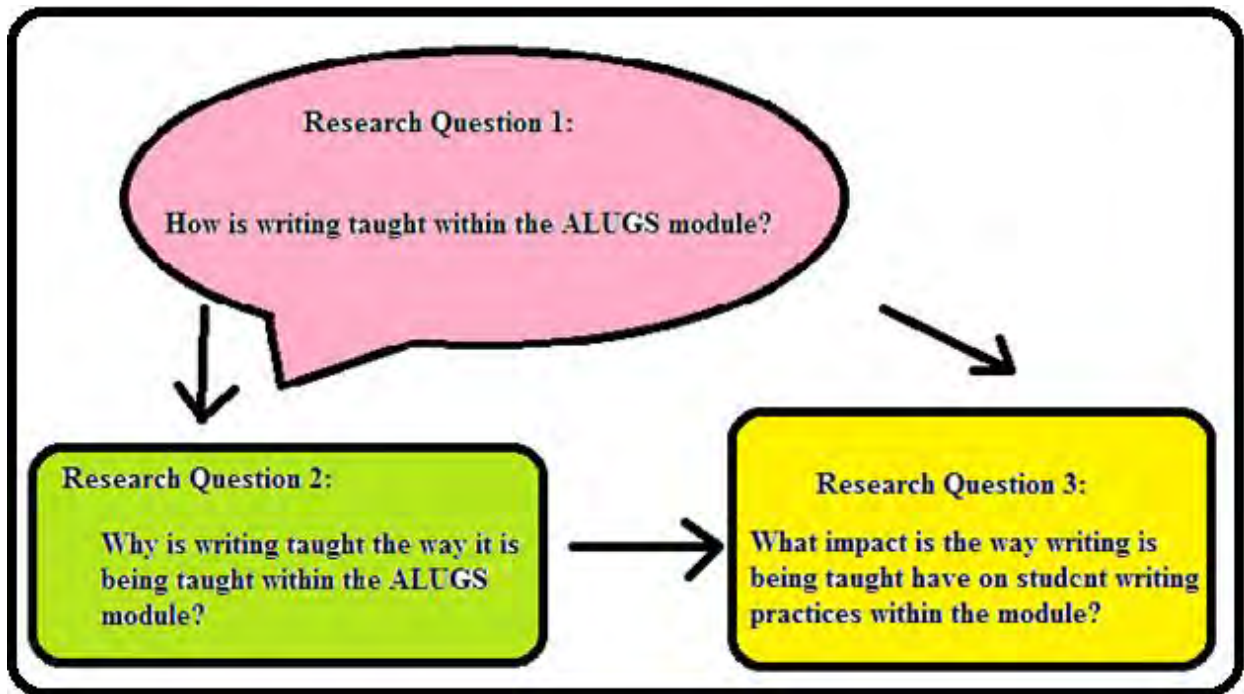 Research Question 1:
How is writing taught within the ALUGS module?
Research Question 2:
Why is writing taught the way it is
being taught within the ALUGS
module?
Research Question 3:
What impact is the way writing is
being taught have on student writing
practices within the module?